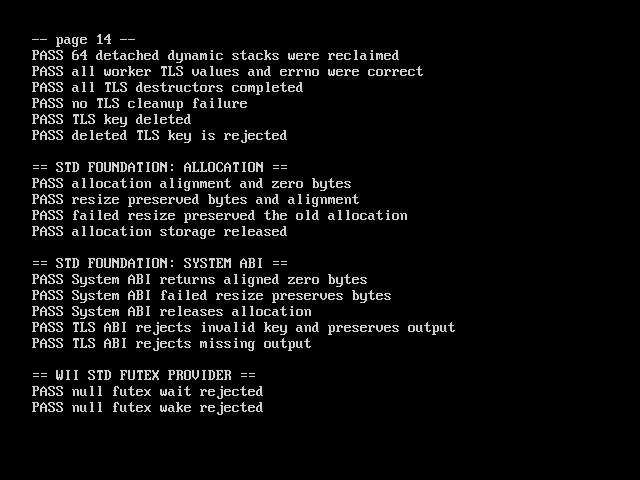 -- page 14 --
PASS 64 detached dynamic stacks were reclaimed
PASS all worker TLS values and errno were correct
PASS all TLS destructors completed
PASS no TLS cleanup failure
PASS TLS key deleted
PASS deleted TLS key is rejected
== STD FOUNDATION: ALLOCATION ==
PASS allocation alignment and zero bytes
PASS resize preserved bytes and alignment
PASS failed resize preserved the old allocation
PASS allocation storage released
== STD FOUNDATION: SYSTEM ABI ==
PASS System ABI returns aligned zero bytes
PASS System ABI failed resize preserves bytes
PASS System ABI releases allocation
PASS TLS ABI rejects invalid key and preserves output
PASS TLS ABI rejects missing output
== WII STD FUTEX PROVIDER ==
PASS null futex wait rejected
PASS null futex wake rejected